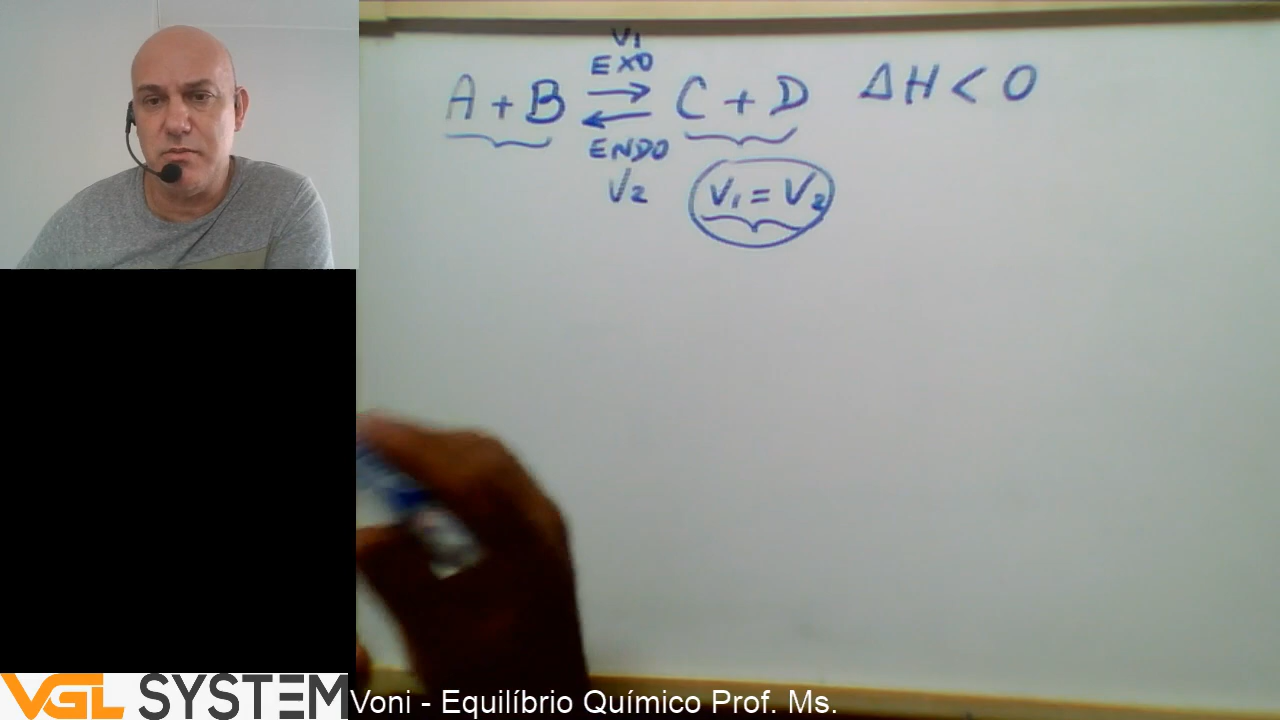 V1
EXO
A + B ⇌ C + D ΔH < 0
ENDO
V2 V1 = V2
VGL SYSTEM
Voni - Equilíbrio Químico Prof. Ms.